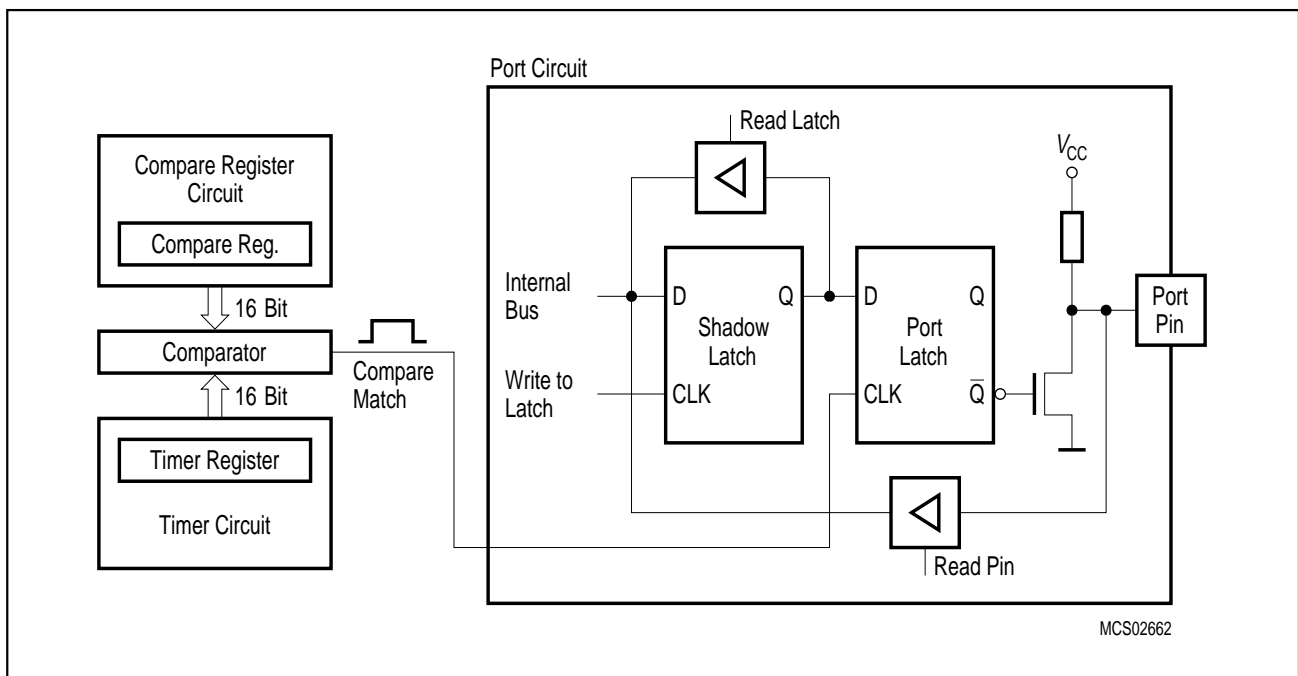 Port Circuit
Read Latch
Compare Register
Circuit
Compare Reg.
16 Bit
Comparator
Compare
Match
16 Bit
Timer Register
Timer Circuit
Internal
Bus
Write to
Latch
D
Q
Shadow
Latch
CLK
D
Q
Port
Latch
CLK
Q̅
VCC
Port
Pin
Read Pin
MCS02662